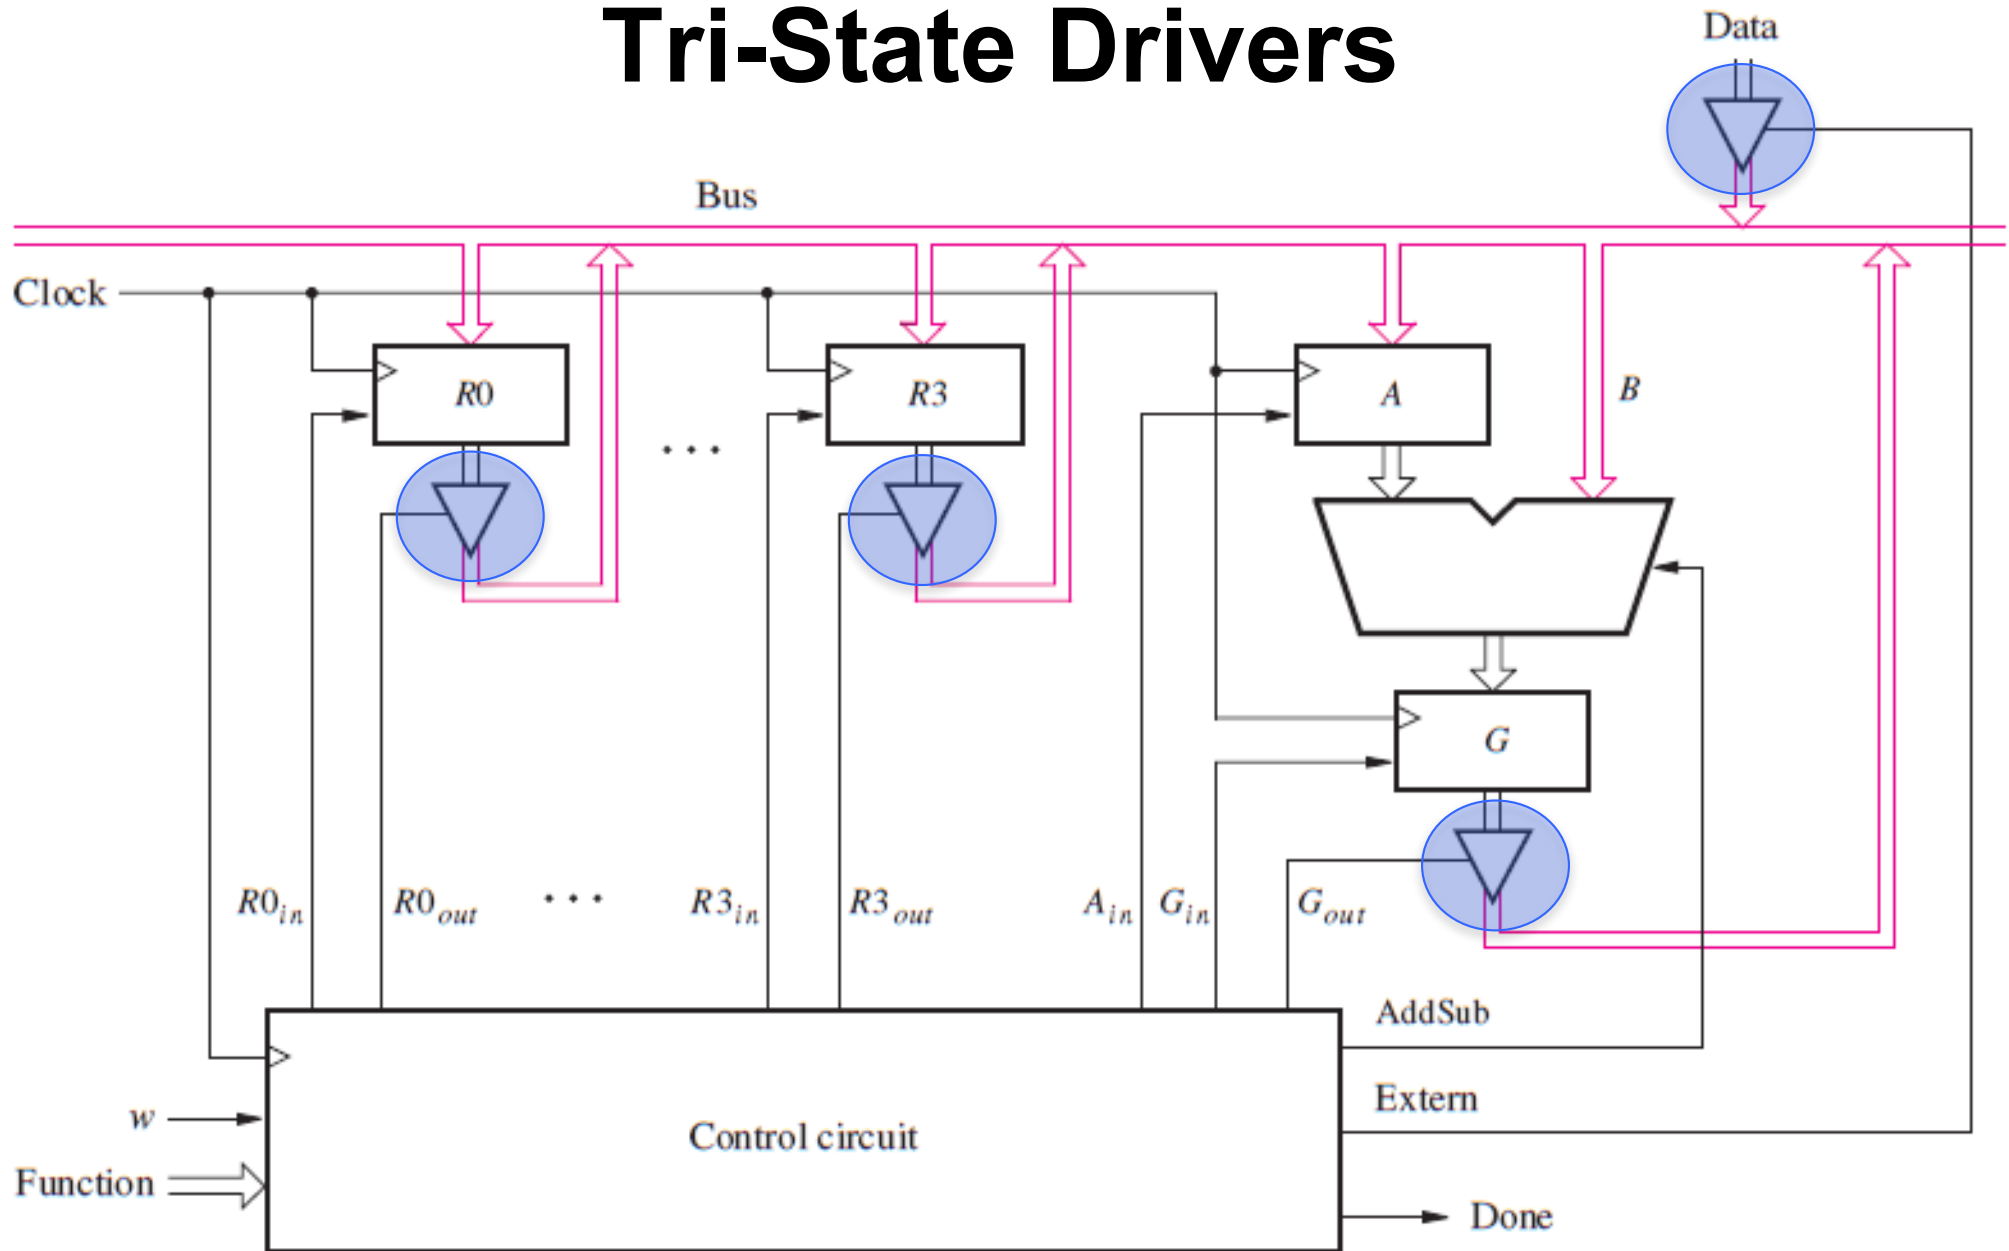 Tri-State Drivers
Data
Bus
Clock
R0
R3
A
B
. . .
G
R0in
R0out
. . .
R3in
R3out
Ain
Gin
Gout
AddSub
Extern
w
Control circuit
Function
Done